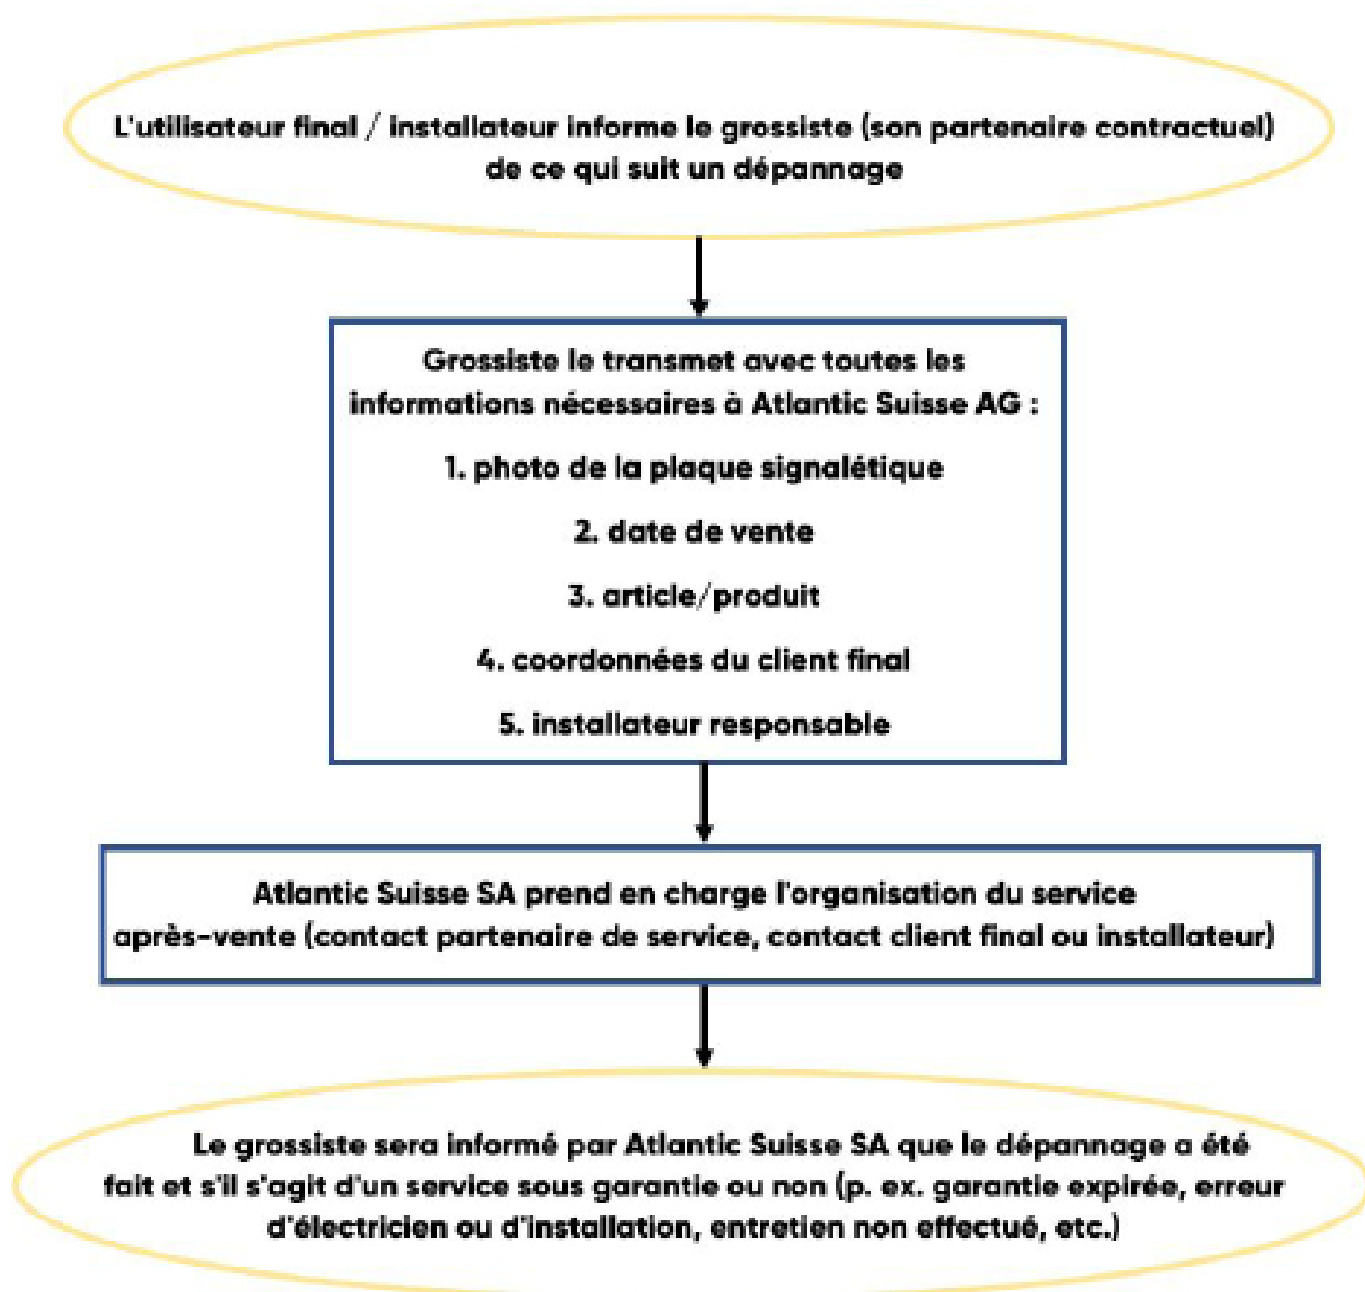 L'utilisateur final / installateur informe le grossiste (son partenaire contractuel)
de ce qui suit un dépannage
Grossiste le transmet avec toutes les
informations nécessaires à Atlantic Suisse AG :
1. photo de la plaque signalétique
2. date de vente
3. article/produit
4. coordonnées du client final
5. installateur responsable
Atlantic Suisse SA prend en charge l'organisation du service
après-vente (contact partenaire de service, contact client final ou installateur)
Le grossiste sera informé par Atlantic Suisse SA que le dépannage a été
fait et s'il s'agit d'un service sous garantie ou non (p. ex. garantie expirée, erreur
d'électricien ou d'installation, entretien non effectué, etc.)